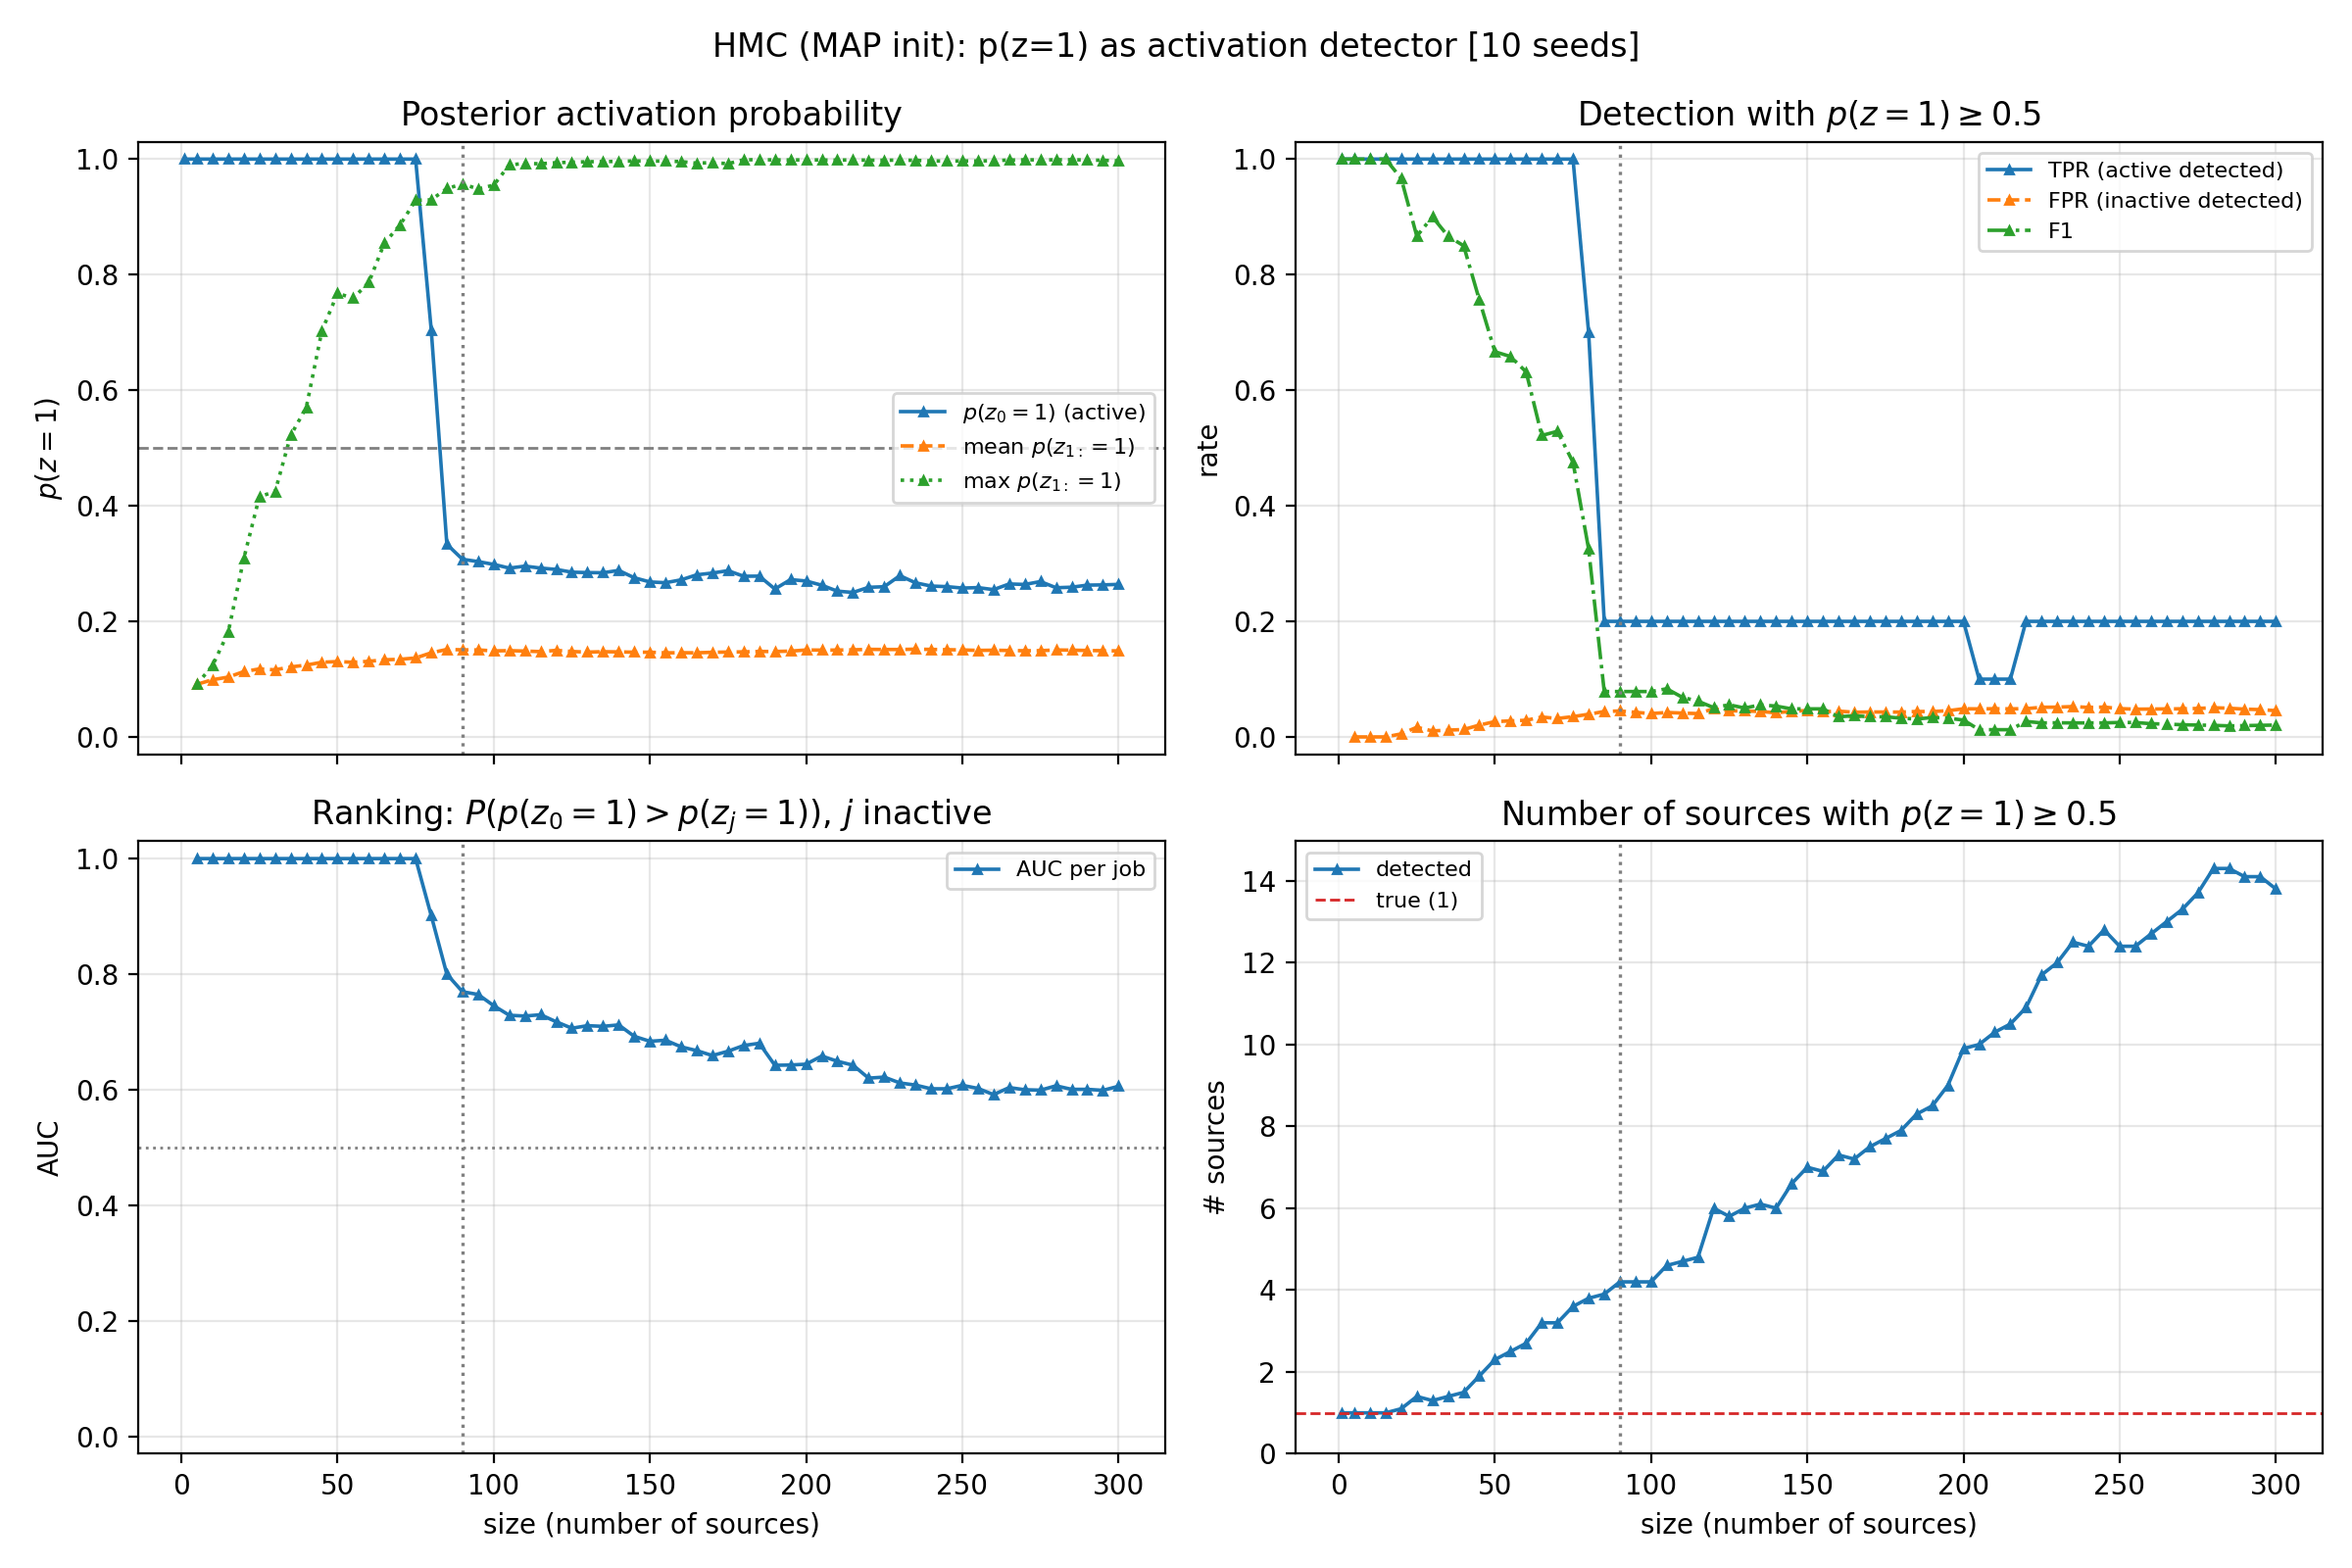 HMC (MAP init): p(z=1) as activation detector [10 seeds]
Posterior activation probability
1.0
0.8
0.6
0.4
0.2
0.0
p(z = 1)
p(z₀ = 1) (active)
mean p(z₁: = 1)
max p(z₁: = 1)
Detection with p(z = 1) ≥ 0.5
1.0
0.8
0.6
0.4
0.2
0.0
rate
TPR (active detected)
FPR (inactive detected)
F1
Ranking: P(p(z₀ = 1) > p(zⱼ = 1)), j inactive
1.0
0.8
0.6
0.4
0.2
0.0
AUC
AUC per job
0 50 100 150 200 250 300
size (number of sources)
Number of sources with p(z = 1) ≥ 0.5
14
12
10
8
6
4
2
0
# sources
detected
true (1)
0 50 100 150 200 250 300
size (number of sources)